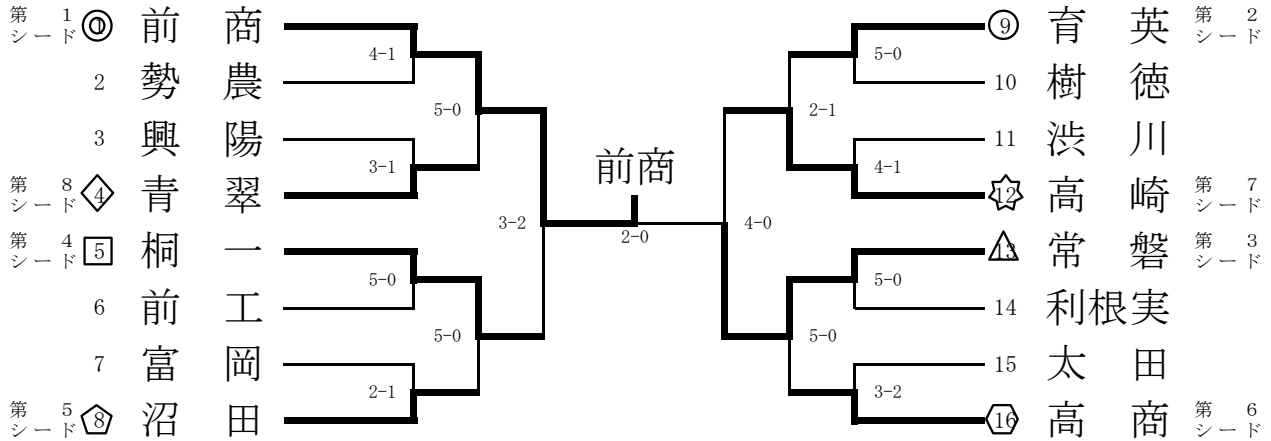 第 1
シード ① 前 商
2 勢 農
3 興 陽
第 8
シード 4 青 翠
第 4
シード 5 桐 一
6 前 工
7 富 岡
第 5
シード 8 沼 田
4-1
3-1
5-0
2-1
5-0
5-0
3-2
前商
2-0
4-0
2-1
5-0
5-0
4-1
5-0
3-2
9 育 英 第 2
シード
10 樹 徳
11 渋 川
12 高 崎 第 7
シード
13 常 磐 第 3
シード
14 利根実
15 太 田
16 高 商 第 6
シード